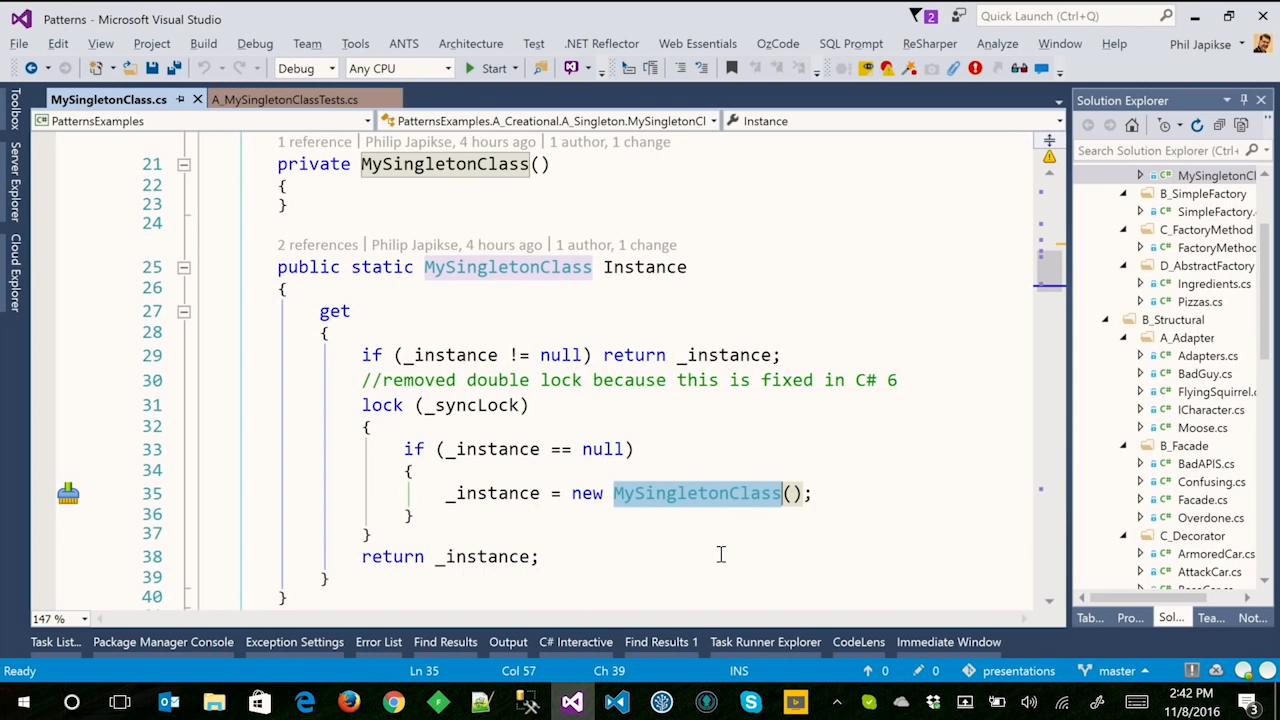 Patterns - Microsoft Visual Studio
2
Quick Launch (Ctrl+Q)
File Edit View Project Build Debug Team Tools ANTS Architecture Test .NET Reflector Web Essentials OzCode SQL Prompt ReSharper Analyze Window Help Phil Japikse
Debug Any CPU Start
MySingletonClass.cs A_MySingletonClassTests.cs
PatternsExamples PatternsExamples.A_Creational.A_Singleton.MySingletonCl Instance
Toolbox
Server Explorer
Cloud Explorer
1 reference | Philip Japikse, 4 hours ago | 1 author, 1 change
21 private MySingletonClass()
22 {
23 }
24
2 references | Philip Japikse, 4 hours ago | 1 author, 1 change
25 public static MySingletonClass Instance
26 {
27 get
28 {
29 if (_instance != null) return _instance;
30 //removed double lock because this is fixed in C# 6
31 lock (_syncLock)
32 {
33 if (_instance == null)
34 {
35 _instance = new MySingletonClass();
36 }
37 }
38 return _instance;
39 }
40 }
147 %
Solution Explorer
Search Solution Explorer (Ctrl+
C# MySingletonCl
B_SimpleFactory
C# SimpleFactory.
C_FactoryMethod
C# FactoryMethoc
D_AbstractFactory
C# Ingredients.cs
C# Pizzas.cs
B_Structural
A_Adapter
C# Adapters.cs
C# BadGuy.cs
C# FlyingSquirrel.
C# ICharacter.cs
C# Moose.cs
B_Facade
C# BadAPIS.cs
C# Confusing.cs
C# Facade.cs
C# Overdone.cs
C_Decorator
C# ArmoredCar.cs
C# AttackCar.cs
Tab... Pro... Sol... Tea... Not...
Task List... Package Manager Console Exception Settings Error List Find Results Output C# Interactive Find Results 1 Task Runner Explorer CodeLens Immediate Window
Ready Ln 35 Col 57 Ch 39 INS 0 0 presentations master
2:42 PM
11/8/2016
3